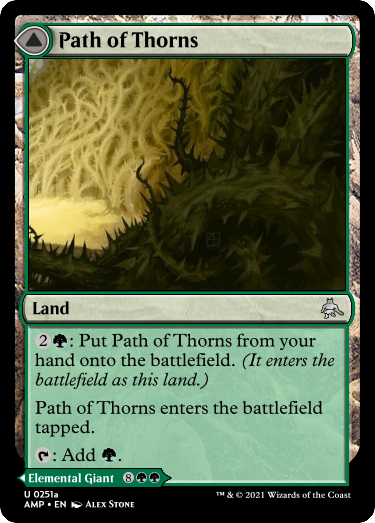 Path of Thorns
Land
2 : Put Path of Thorns from your
hand onto the battlefield. (It enters the
battlefield as this land.)
Path of Thorns enters the battlefield
tapped.
: Add .
Elemental Giant 8
U 0251a
AMP • EN Alex Stone
™ & © 2021 Wizards of the Coast